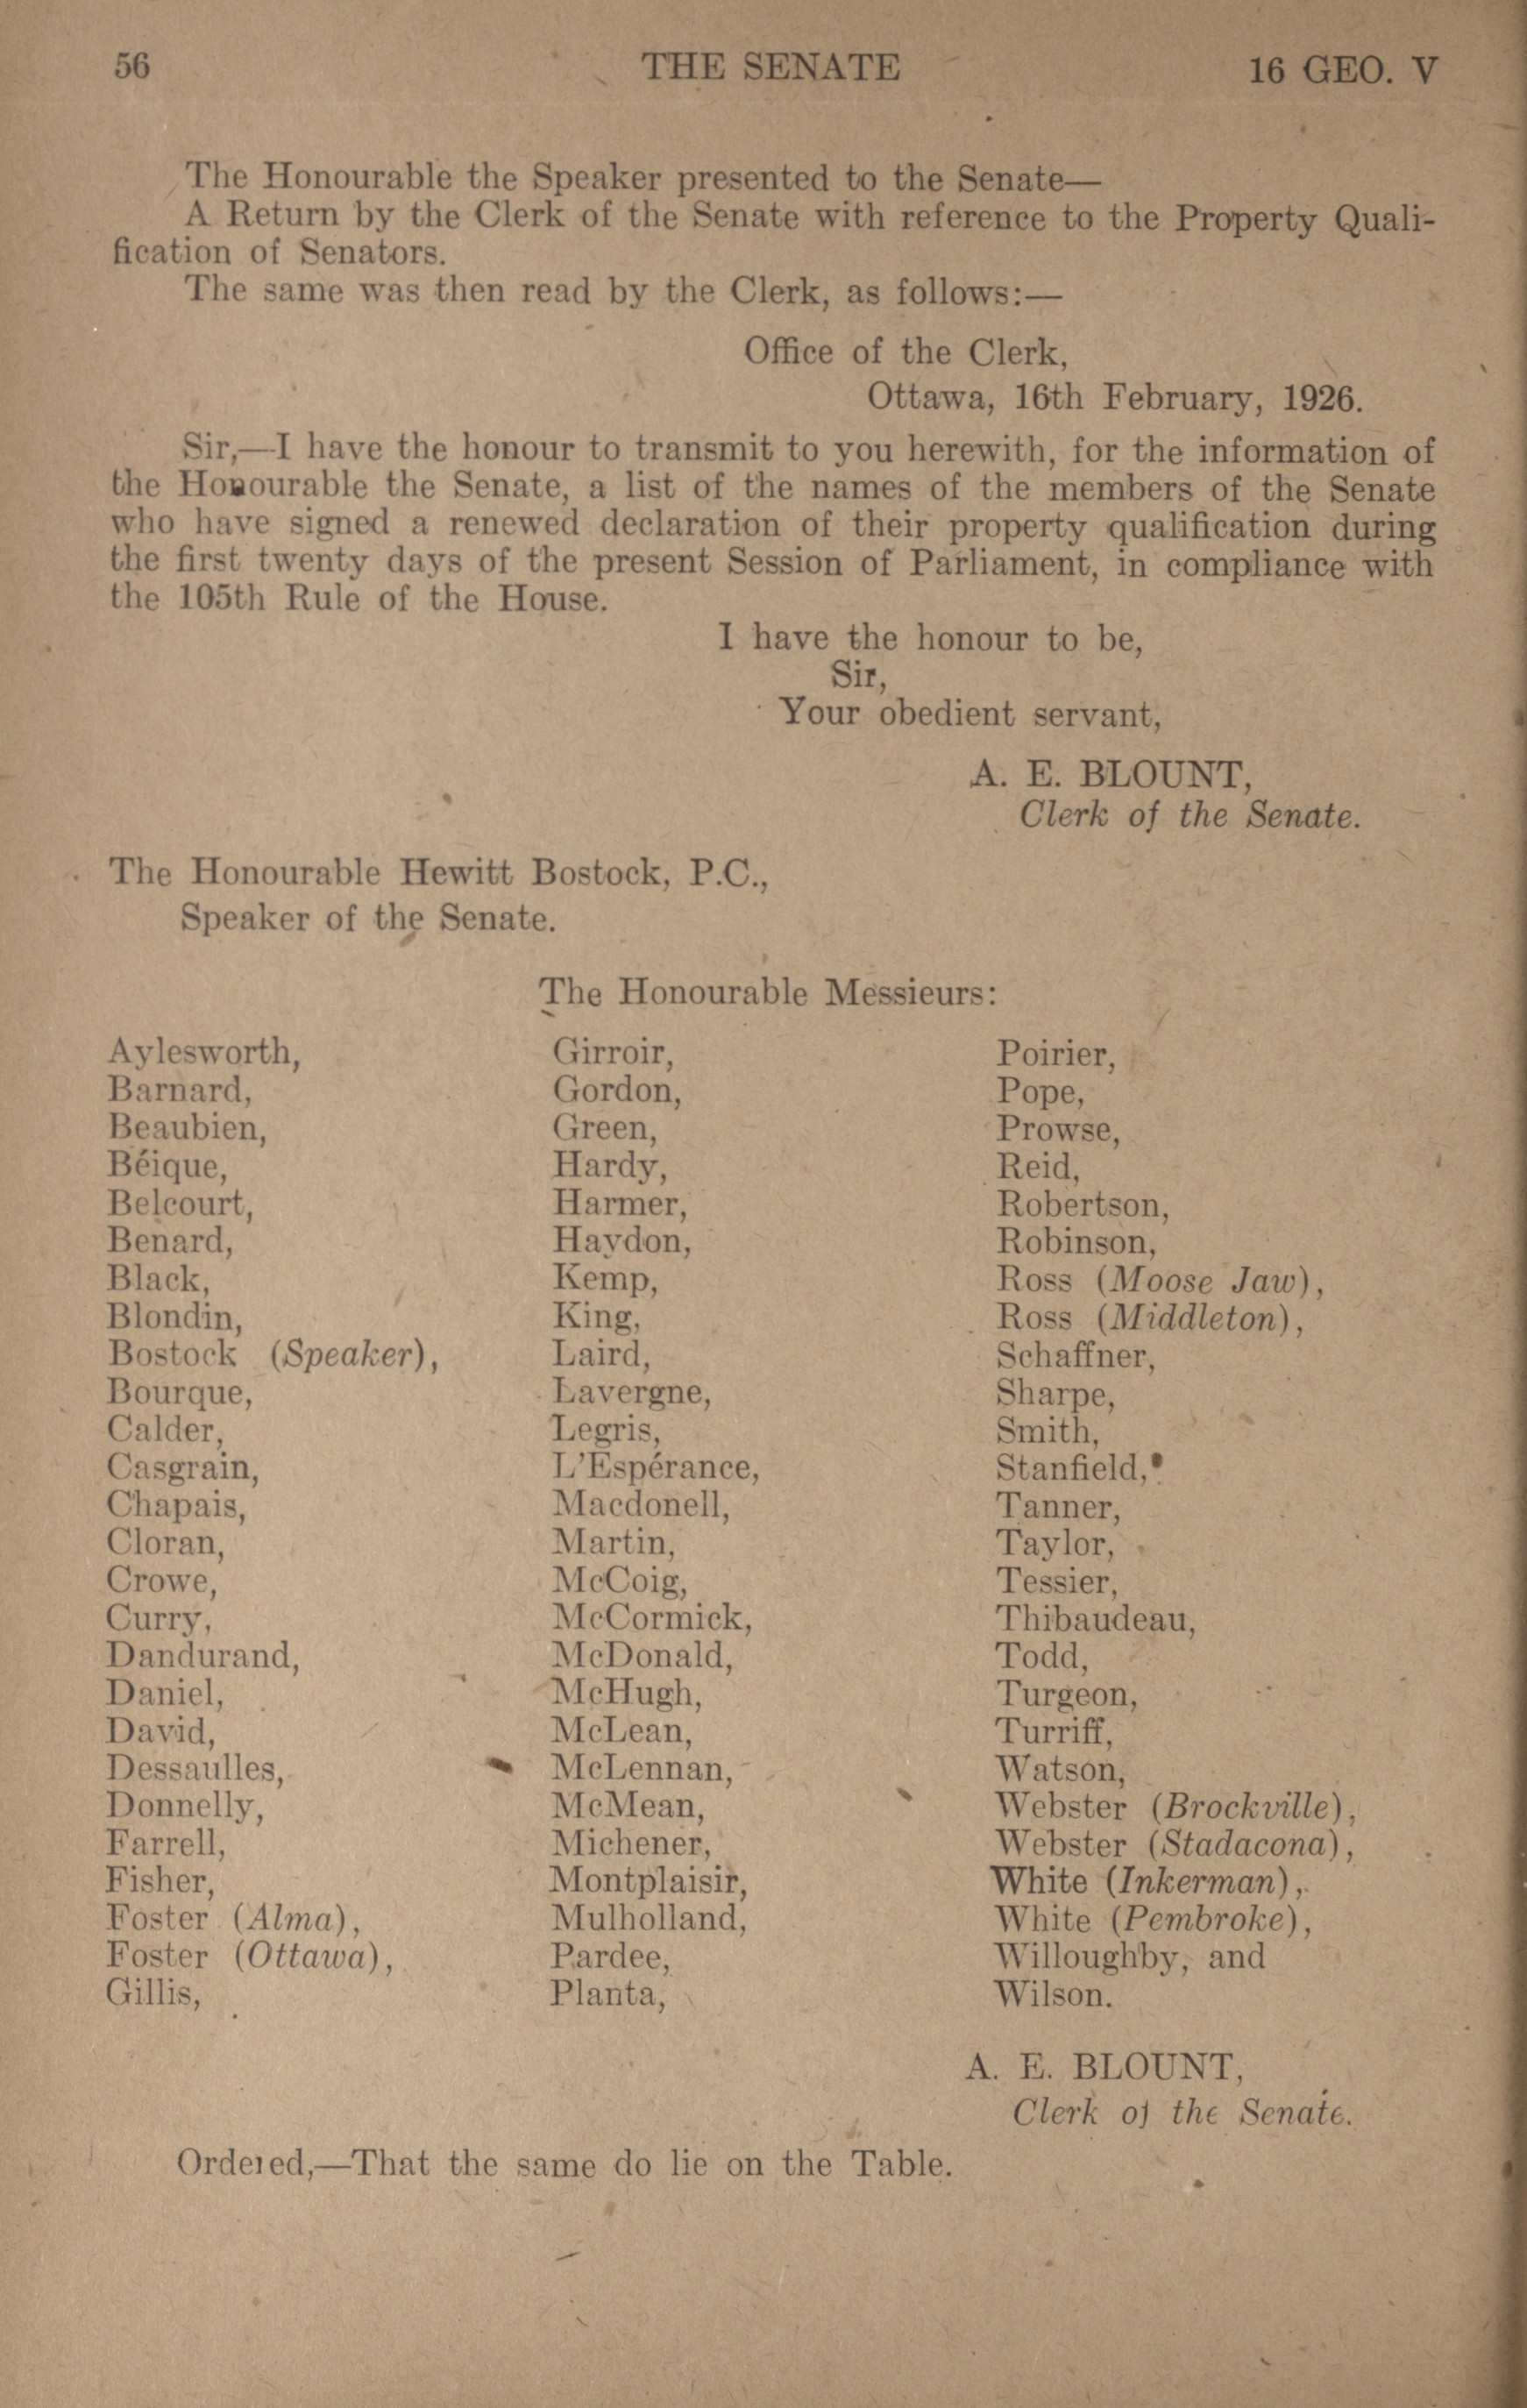 56 THE SENATE 16 GEO. V
The Honourable the Speaker presented to the Senate—
A Return by the Clerk of the Senate with reference to the Property Quali-
fication of Senators.
The same was then read by the Clerk, as follows:—
Office of the Clerk,
Ottawa, 16th February, 1926.
Sir,—I have the honour to transmit to you herewith, for the information of
the Honourable the Senate, a list of the names of the members of the Senate
who have signed a renewed declaration of their property qualification during
the first twenty days of the present Session of Parliament, in compliance with
the 105th Rule of the House.
I have the honour to be,
Sir,
Your obedient servant,
A. E. BLOUNT,
Clerk of the Senate.
The Honourable Hewitt Bostock, P.C.,
Speaker of the Senate.
The Honourable Messieurs:
Aylesworth,
Barnard,
Beaubien,
Béique,
Belcourt,
Benard,
Black,
Blondin,
Bostock (Speaker),
Bourque,
Calder,
Casgrain,
Chapais,
Cloran,
Crowe,
Curry,
Dandurand,
Daniel,
David,
Dessaulles,
Donnelly,
Farrell,
Fisher,
Foster (Alma),
Foster (Ottawa),
Gillis,
Girroir,
Gordon,
Green,
Hardy,
Harmer,
Haydon,
Kemp,
King,
Laird,
Lavergne,
Legris,
L'Espérance,
Macdonell,
Martin,
McCoig,
McCormick,
McDonald,
McHugh,
McLean,
McLennan,
McMean,
Michener,
Montplaisir,
Mulholland,
Pardee,
Planta,
Poirier,
Pope,
Prowse,
Reid,
Robertson,
Robinson,
Ross (Moose Jaw),
Ross (Middleton),
Schaffner,
Sharpe,
Smith,
Stanfield,
Tanner,
Taylor,
Tessier,
Thibaudeau,
Todd,
Turgeon,
Turriff,
Watson,
Webster (Brockville),
Webster (Stadacona),
White (Inkerman),
White (Pembroke),
Willoughby, and
Wilson.
A. E. BLOUNT,
Clerk of the Senate.
Ordered,—That the same do lie on the Table.